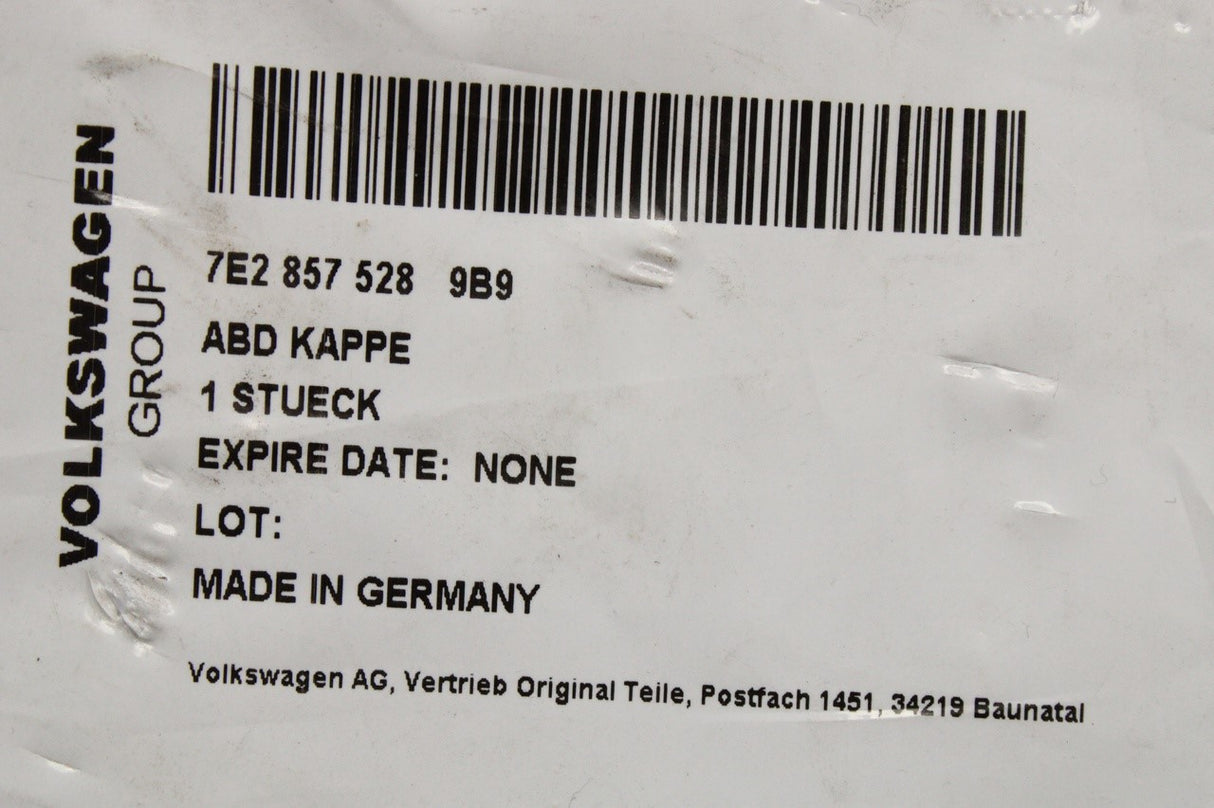 VOLKSWAGEN
GROUP
7E2 857 528 9B9
ABD KAPPE
1 STUECK
EXPIRE DATE: NONE
LOT:
MADE IN GERMANY
Volkswagen AG, Vertrieb Original Teile, Postfach 1451, 34219 Baunatal